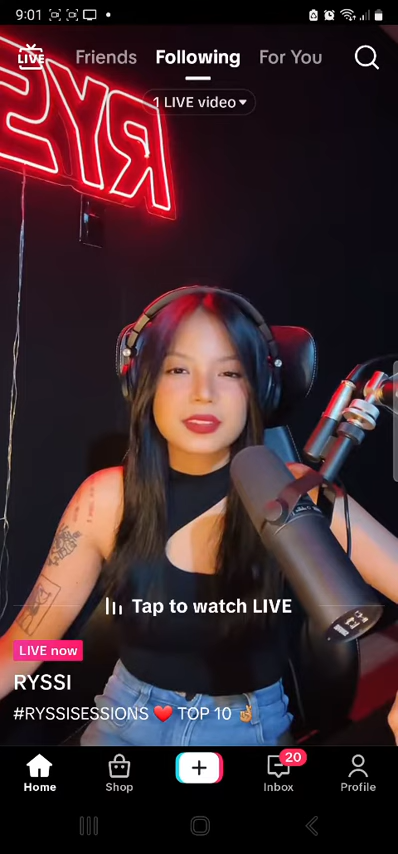 9:01
LIVE
Friends
Following
For You
1 LIVE video
RYS
Tap to watch LIVE
LIVE now
RYSSI
#RYSSISESSIONS ❤️ TOP 10
Home
Shop
20
Inbox
Profile